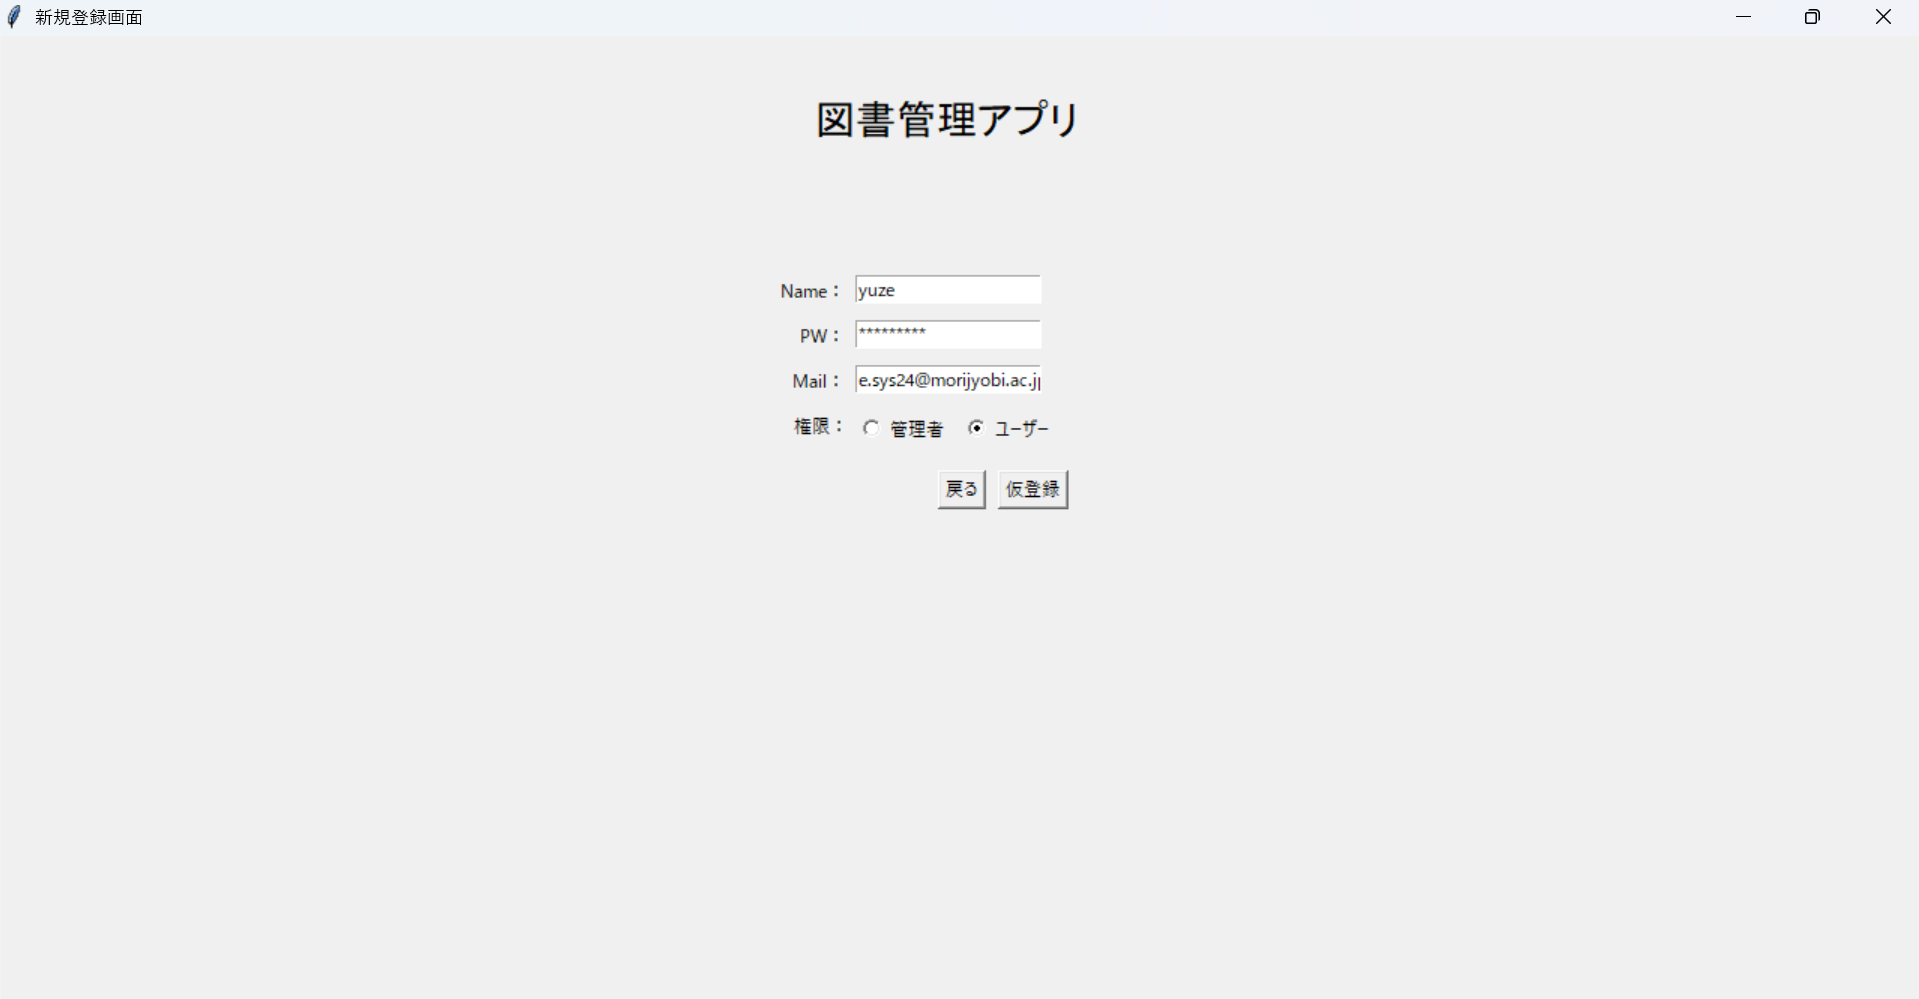 新規登録画面
図書管理アプリ
Name： yuze
PW： *********
Mail： e.sys24@morijyobi.ac.j
権限： 管理者 ユーザー
戻る 仮登録